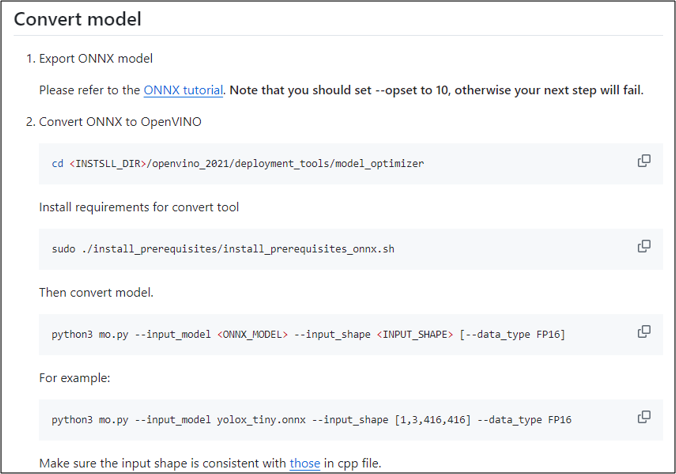 Convert model
1. Export ONNX model
Please refer to the ONNX tutorial. Note that you should set --opset to 10, otherwise your next step will fail.
2. Convert ONNX to OpenVINO
cd <INSTSLL_DIR>/openvino_2021/deployment_tools/model_optimizer
Install requirements for convert tool
sudo ./install_prerequisites/install_prerequisites_onnx.sh
Then convert model.
python3 mo.py --input_model <ONNX_MODEL> --input_shape <INPUT_SHAPE> [--data_type FP16]
For example:
python3 mo.py --input_model yolox_tiny.onnx --input_shape [1,3,416,416] --data_type FP16
Make sure the input shape is consistent with those in cpp file.